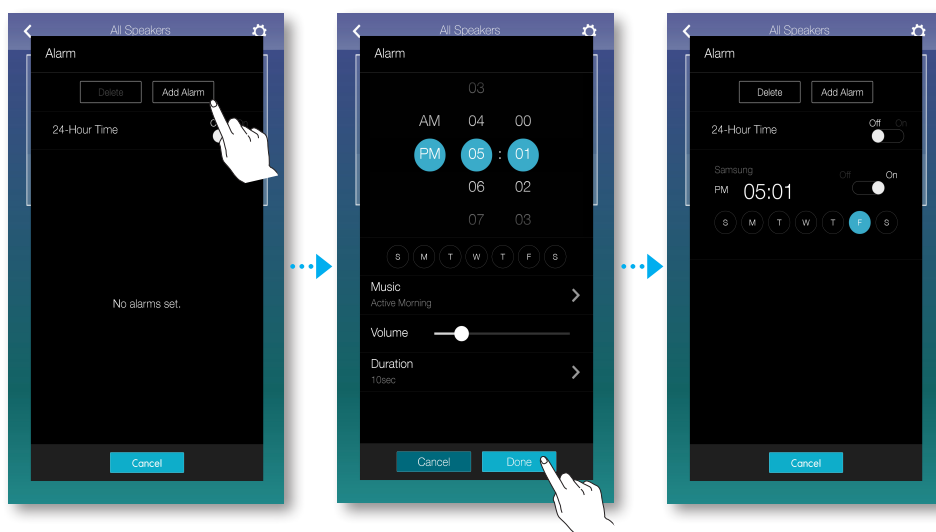 All Speakers
Alarm
Delete Add Alarm
24-Hour Time
No alarms set.
Cancel
All Speakers
Alarm
03
AM 04 00
PM 05 : 01
06 02
07 03
S M T W T F S
Music
Active Morning
Volume
Duration
10sec
Cancel Done
All Speakers
Alarm
Delete Add Alarm
24-Hour Time Off On
Samsung
Off On
PM 05:01
S M T W T F S
Cancel